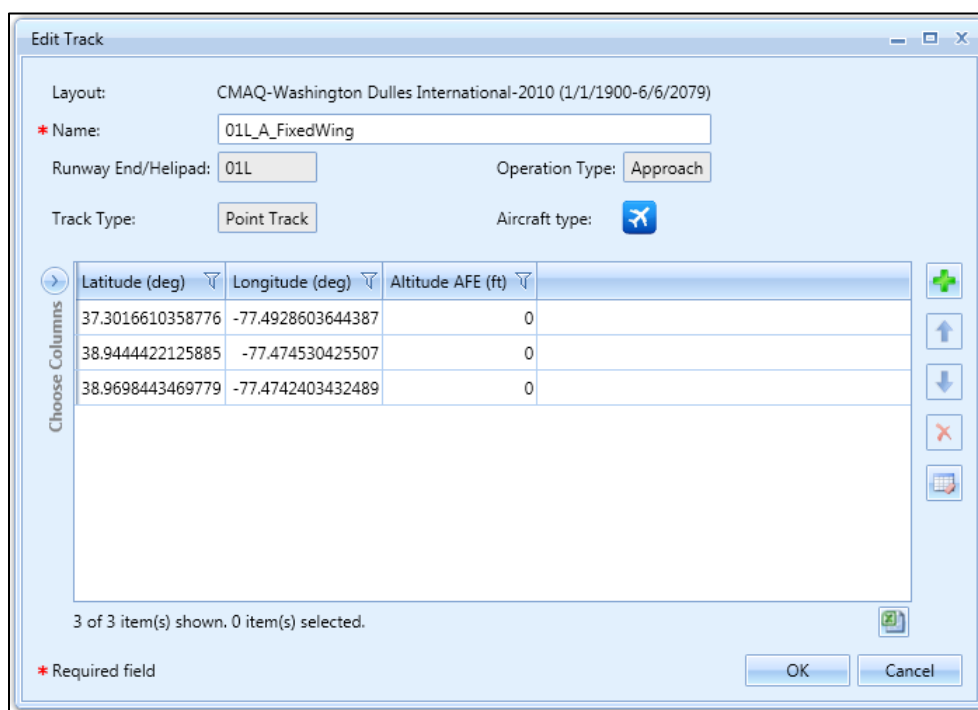 Edit Track
Layout: CMAQ-Washington Dulles International-2010 (1/1/1900-6/6/2079)
* Name: 01L_A_FixedWing
Runway End/Helipad: 01L Operation Type: Approach
Track Type: Point Track Aircraft type:
Choose Columns
Latitude (deg) Longitude (deg) Altitude AFE (ft)
37.3016610358776 -77.4928603644387 0
38.9444422125885 -77.474530425507 0
38.9698443469779 -77.4742403432489 0
3 of 3 item(s) shown. 0 item(s) selected.
* Required field OK Cancel